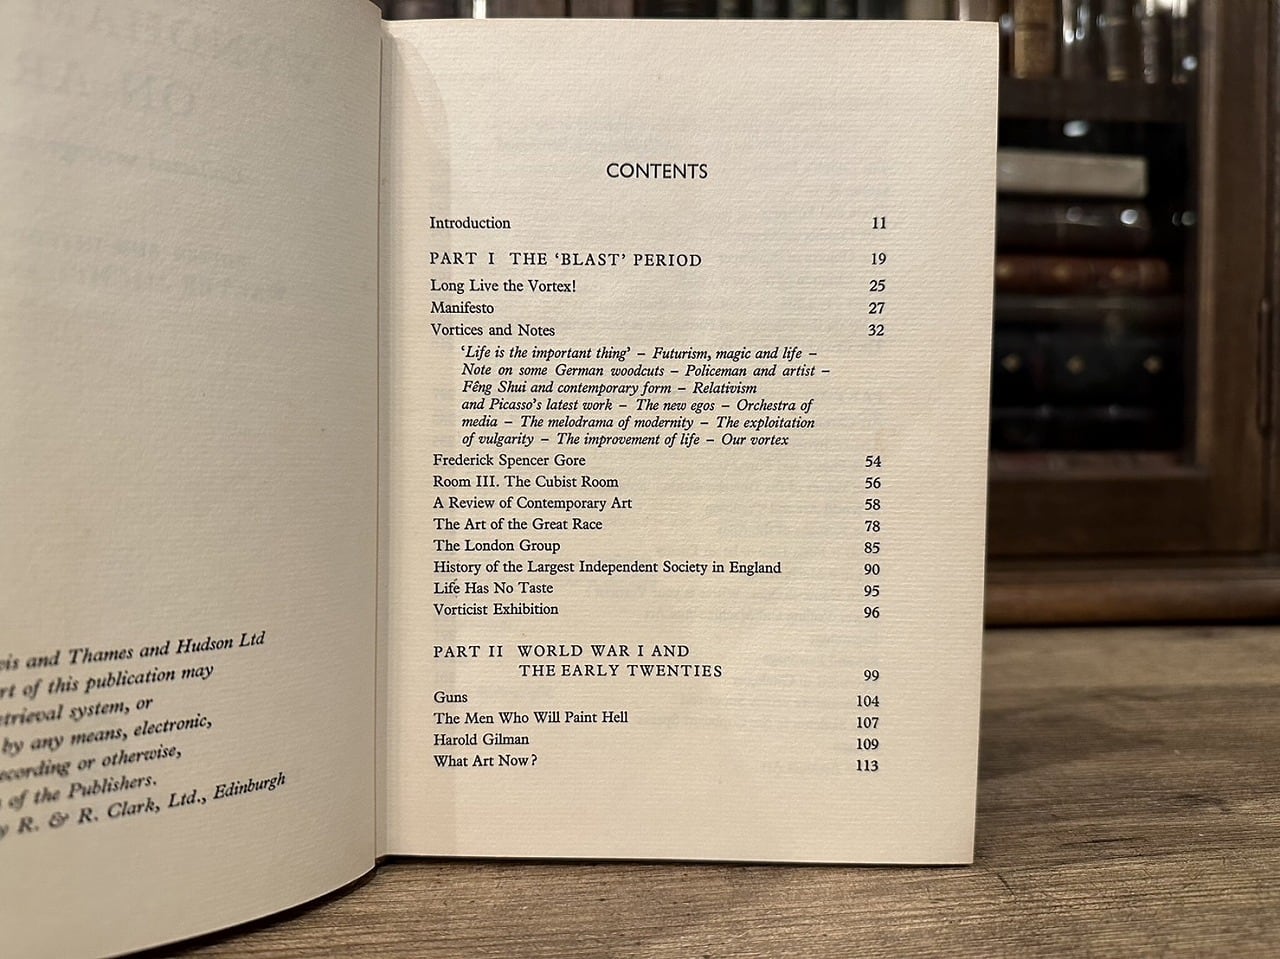 vis and Thames and Hudson Ltd
rt of this publication may
etrieval system, or
by any means, electronic,
ecording or otherwise,
of the Publishers.
y R. & R. Clark, Ltd., Edinburgh
CONTENTS
Introduction 11
PART I THE ‘BLAST’ PERIOD 19
Long Live the Vortex! 25
Manifesto 27
Vortices and Notes 32
‘Life is the important thing’ – Futurism, magic and life –
Note on some German woodcuts – Policeman and artist –
Fêng Shui and contemporary form – Relativism
and Picasso’s latest work – The new egos – Orchestra of
media – The melodrama of modernity – The exploitation
of vulgarity – The improvement of life – Our vortex
Frederick Spencer Gore 54
Room III. The Cubist Room 56
A Review of Contemporary Art 58
The Art of the Great Race 78
The London Group 85
History of the Largest Independent Society in England 90
Life Has No Taste 95
Vorticist Exhibition 96
PART II WORLD WAR I AND
THE EARLY TWENTIES 99
Guns 104
The Men Who Will Paint Hell 107
Harold Gilman 109
What Art Now? 113